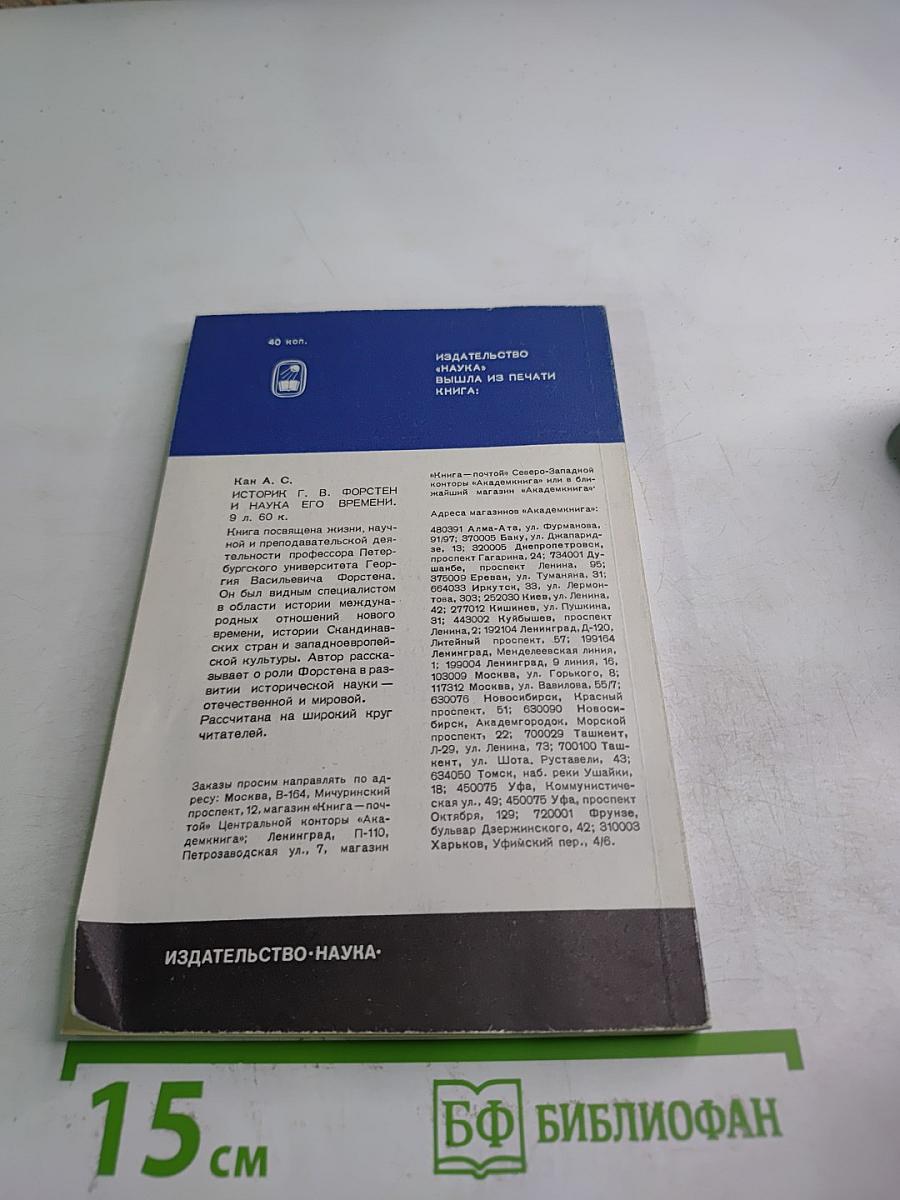 40 коп.
ИЗДАТЕЛЬСТВО
«НАУКА»
ВЫШЛА ИЗ ПЕЧАТИ
КНИГА:
Кан А. С.
ИСТОРИК Г. В. ФОРСТЕН
И НАУКА ЕГО ВРЕМЕНИ.
9 л. 60 к.
Книга посвящена жизни, науч-
ной и преподавательской дея-
тельности профессора Петер-
бургского университета Геор-
гия Васильевича Форстена.
Он был видным специалистом
в области истории междуна-
родных отношений нового
времени, истории Скандинав-
ских стран и западноевропей-
ской культуры. Автор расска-
зывает о роли Форстена в раз-
витии исторической науки —
отечественной и мировой.
Рассчитана на широкий круг
читателей.
Заказы просим направлять по ад-
ресу: Москва, В-164, Мичуринский
проспект, 12, магазин «Книга — поч-
той» Центральной конторы «Ака-
демкнига»; Ленинград, П-110,
Петрозаводская ул., 7, магазин
«Книга — почтой» Северо-Западной
конторы «Академкнига» или в бли-
жайший магазин «Академкнига»
Адреса магазинов «Академкнига»:
480391 Алма-Ата, ул. Фурманова,
91/97; 370005 Баку, ул. Джапарид-
зе, 13; 320005 Днепропетровск,
проспект Гагарина, 24; 734001 Ду-
шанбе, проспект Ленина, 95;
375009 Ереван, ул. Туманяна, 31;
664033 Иркутск, 33, ул. Лермон-
това, 303; 252030 Киев, ул. Ленина,
42; 277012 Кишинев, ул. Пушкина,
31; 443002 Куйбышев, проспект
Ленина, 2; 192104 Ленинград, Д-120,
Литейный проспект, 57; 199164
Ленинград, Менделеевская линия,
1; 199004 Ленинград, 9 линия, 16,
103009 Москва, ул. Горького, 8;
117312 Москва, ул. Вавилова, 55/7;
630076 Новосибирск, Красный
проспект, 51; 630090 Новоси-
бирск, Академгородок, Морской
проспект, 22; 700029 Ташкент,
Л-29, ул. Ленина, 73; 700100 Таш-
кент, ул. Шота Руставели, 43;
634050 Томск, наб. реки Ушайки,
18; 450075 Уфа, Коммунистиче-
ская ул., 49; 450075 Уфа, проспект
Октября, 129; 720001 Фрунзе,
бульвар Дзержинского, 42; 310003
Харьков, Уфимский пер., 4/6.
ИЗДАТЕЛЬСТВО·НАУКА·
15 см
БФ БИБЛИОФАН